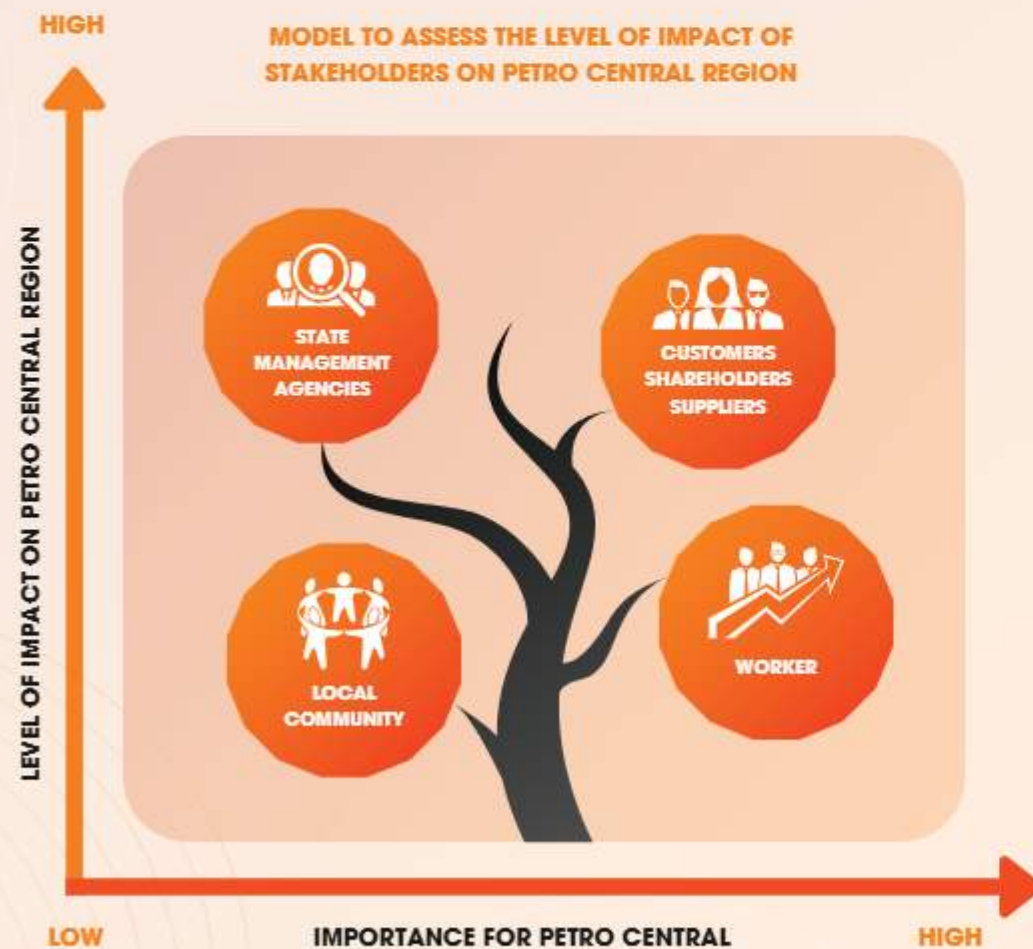 HIGH
MODEL TO ASSESS THE LEVEL OF IMPACT OF
STAKEHOLDERS ON PETRO CENTRAL REGION
LEVEL OF IMPACT ON PETRO CENTRAL REGION
STATE
MANAGEMENT
AGENCIES
CUSTOMERS
SHAREHOLDERS
SUPPLIERS
LOCAL
COMMUNITY
WORKER
LOW
IMPORTANCE FOR PETRO CENTRAL
HIGH